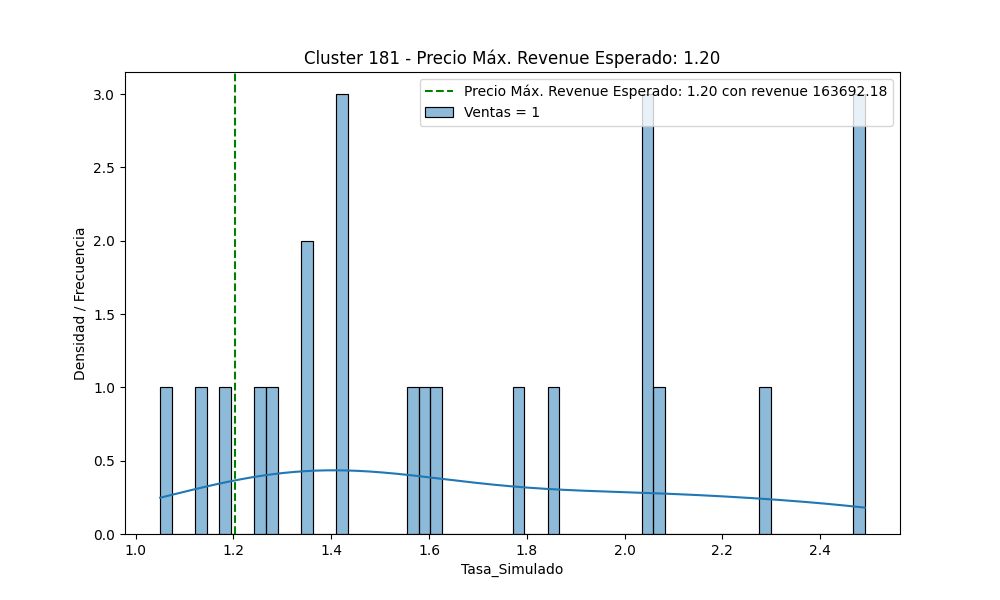 Cluster 181 - Precio Máx. Revenue Esperado: 1.20
Precio Máx. Revenue Esperado: 1.20 con revenue 163692.18
Ventas = 1
Densidad / Frecuencia
3.0
2.5
2.0
1.5
1.0
0.5
0.0
1.0 1.2 1.4 1.6 1.8 2.0 2.2 2.4
Tasa_Simulado